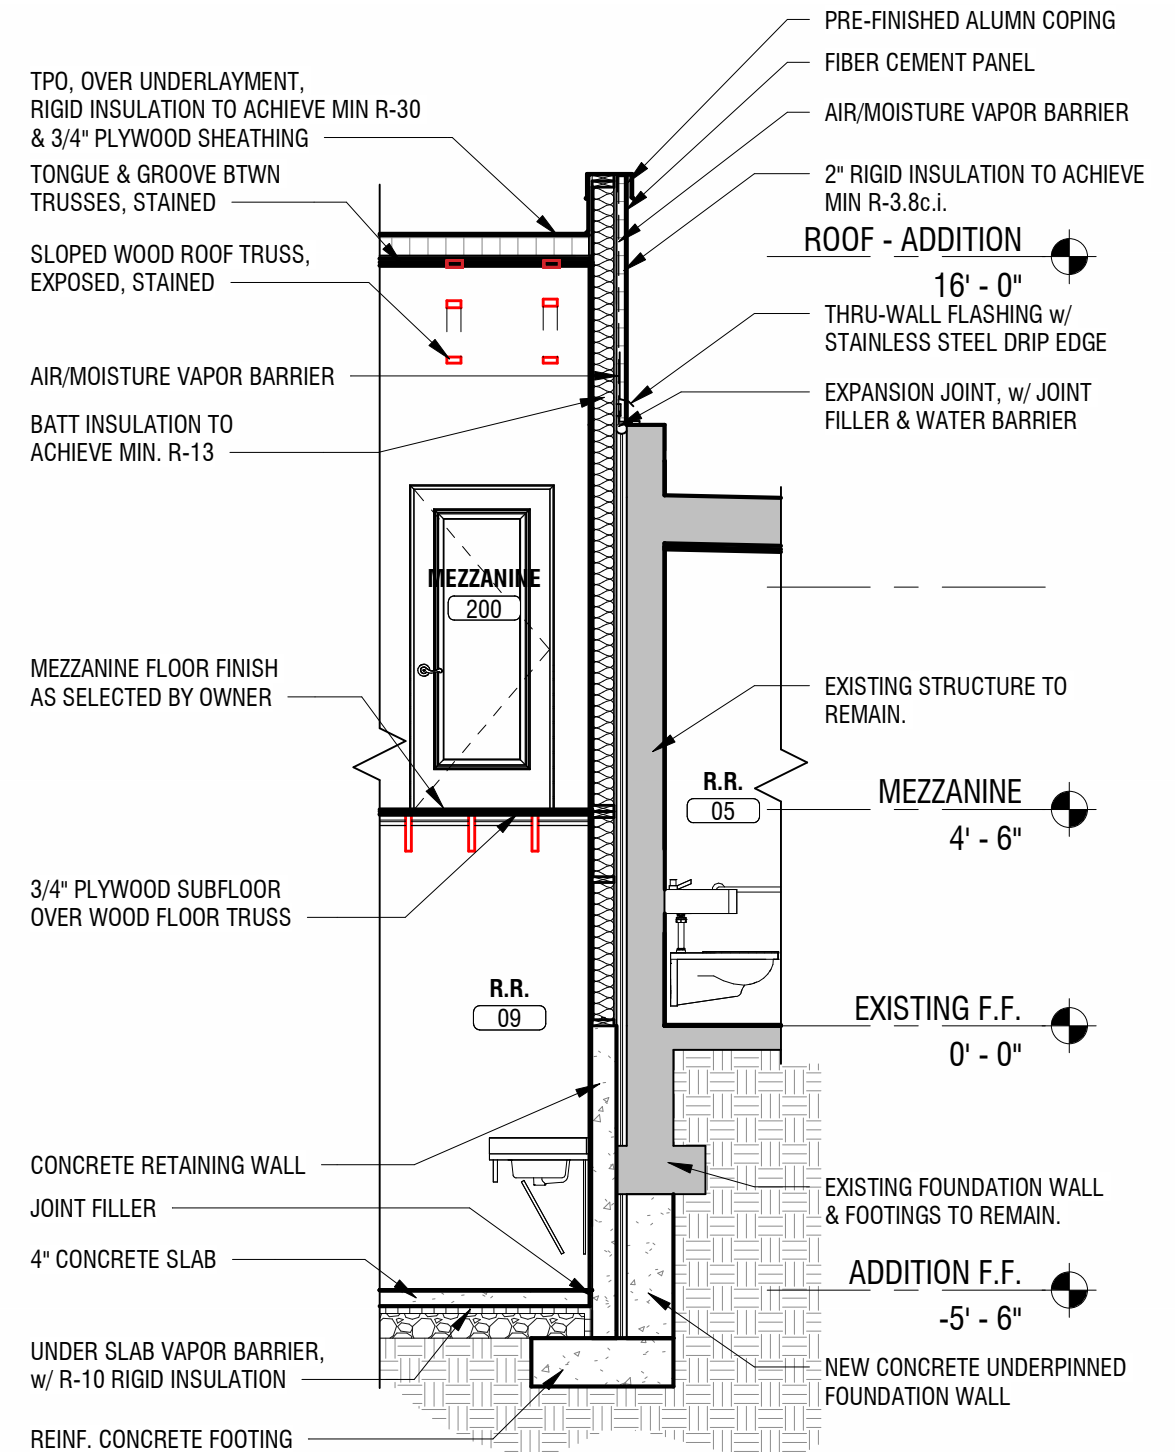 PRE-FINISHED ALUMN COPING
FIBER CEMENT PANEL
AIR/MOISTURE VAPOR BARRIER
2" RIGID INSULATION TO ACHIEVE
MIN R-3.8c.i.
ROOF - ADDITION
16' - 0"
THRU-WALL FLASHING w/
STAINLESS STEEL DRIP EDGE
EXPANSION JOINT, w/ JOINT
FILLER & WATER BARRIER
TPO, OVER UNDERLAYMENT,
RIGID INSULATION TO ACHIEVE MIN R-30
& 3/4" PLYWOOD SHEATHING
TONGUE & GROOVE BTWN
TRUSSES, STAINED
SLOPED WOOD ROOF TRUSS,
EXPOSED, STAINED
AIR/MOISTURE VAPOR BARRIER
BATT INSULATION TO
ACHIEVE MIN. R-13
MEZZANINE
200
MEZZANINE FLOOR FINISH
AS SELECTED BY OWNER
EXISTING STRUCTURE TO
REMAIN.
R.R.
05
MEZZANINE
4' - 6"
3/4" PLYWOOD SUBFLOOR
OVER WOOD FLOOR TRUSS
R.R.
09
EXISTING F.F.
0' - 0"
CONCRETE RETAINING WALL
JOINT FILLER
4" CONCRETE SLAB
EXISTING FOUNDATION WALL
& FOOTINGS TO REMAIN.
ADDITION F.F.
-5' - 6"
UNDER SLAB VAPOR BARRIER,
w/ R-10 RIGID INSULATION
NEW CONCRETE UNDERPINNED
FOUNDATION WALL
REINF. CONCRETE FOOTING